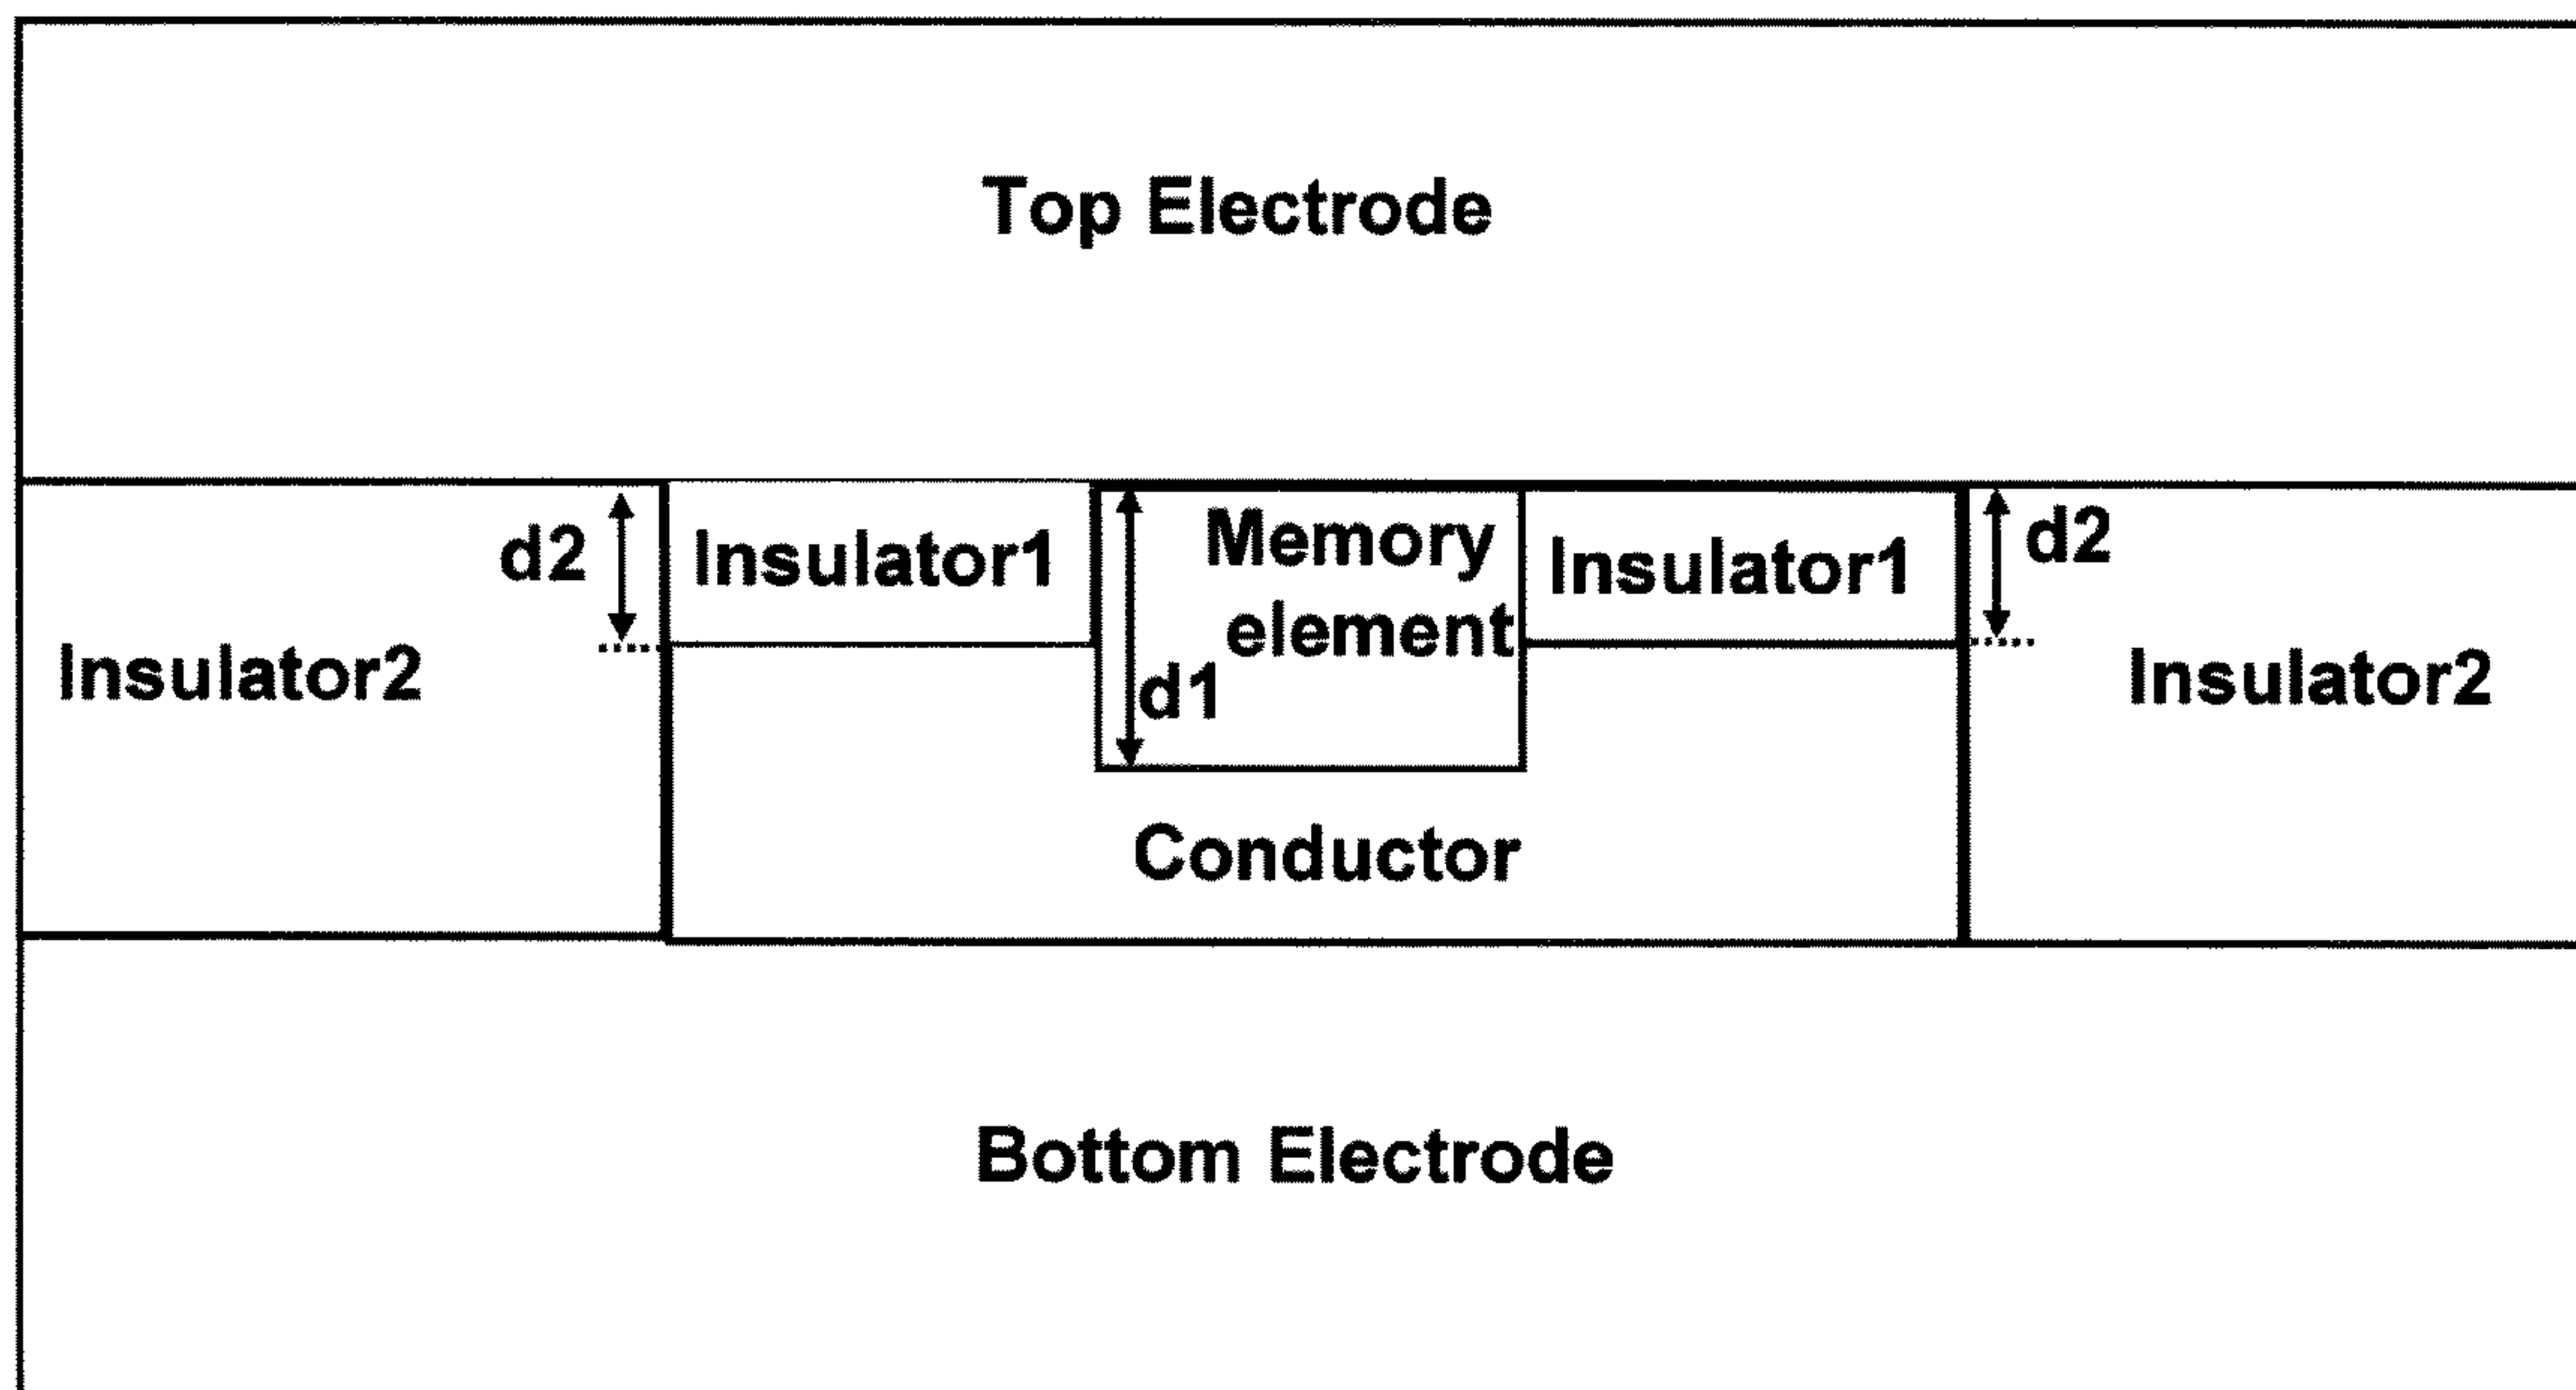 Top Electrode
d2
Insulator1
Memory
element
Insulator1
d2
Insulator2
d1
Insulator2
Conductor
Bottom Electrode